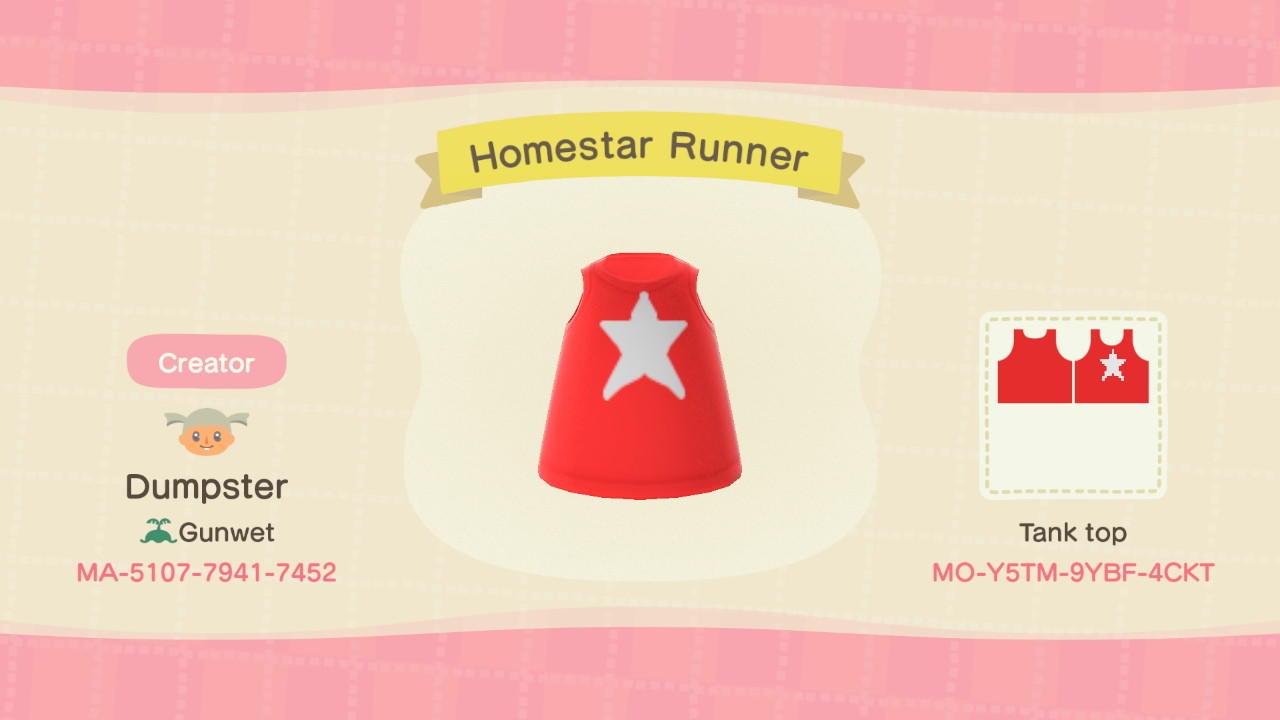 Homestar Runner
Creator
Dumpster
Gunwet
MA-5107-7941-7452
Tank top
MO-Y5TM-9YBF-4CKT